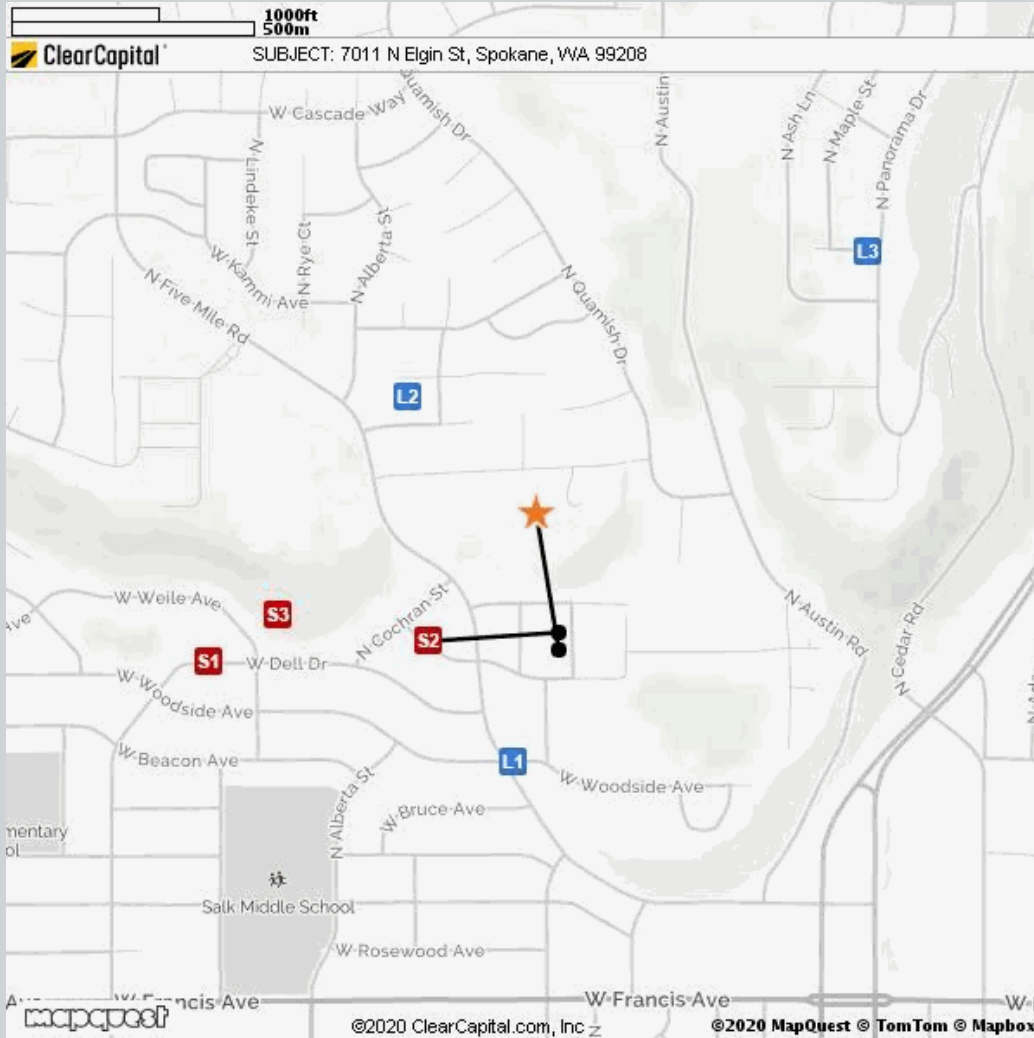 1000ft
500m
ClearCapital
SUBJECT: 7011 N Elgin St, Spokane, WA 99208
W Cascade Way
Quamish Dr
N Austin
N Ash Ln
N Maple St
N Panorama Dr
N Lindeke St
N Rye Ct
N Alberta St
W Kammi Ave
N Five Mile Rd
N Quamish Dr
L3
L2
W Weile Ave
Ave
S3
N Cochran St
S2
S1
W Dell Dr
N Austin Rd
N Cedar Rd
W Woodside Ave
W Beacon Ave
L1
W Woodside Ave
N Alberta St
W Bruce Ave
mentary
ol
Salk Middle School
W Rosewood Ave
W Francis Ave
W Francis Ave
W
mapquest
©2020 ClearCapital.com, Inc
©2020 MapQuest © TomTom © Mapbox